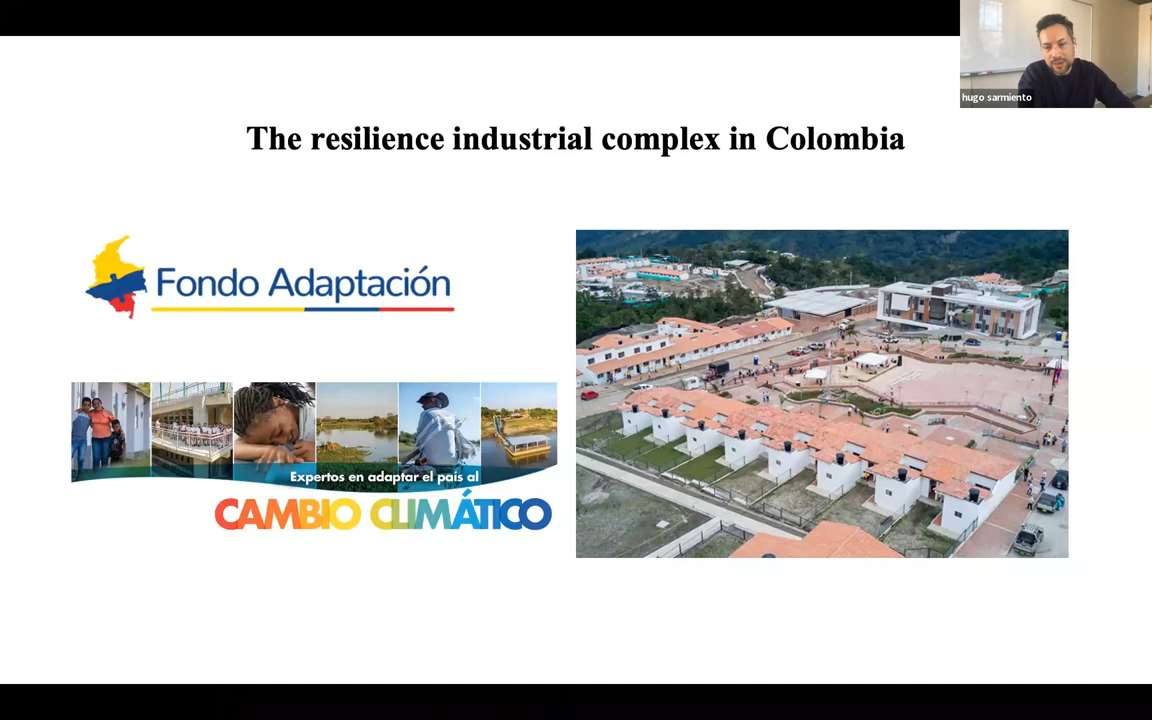 hugo sarmiento
The resilience industrial complex in Colombia
Fondo Adaptación
Expertos en adaptar el país al
CAMBIO CLIMÁTICO